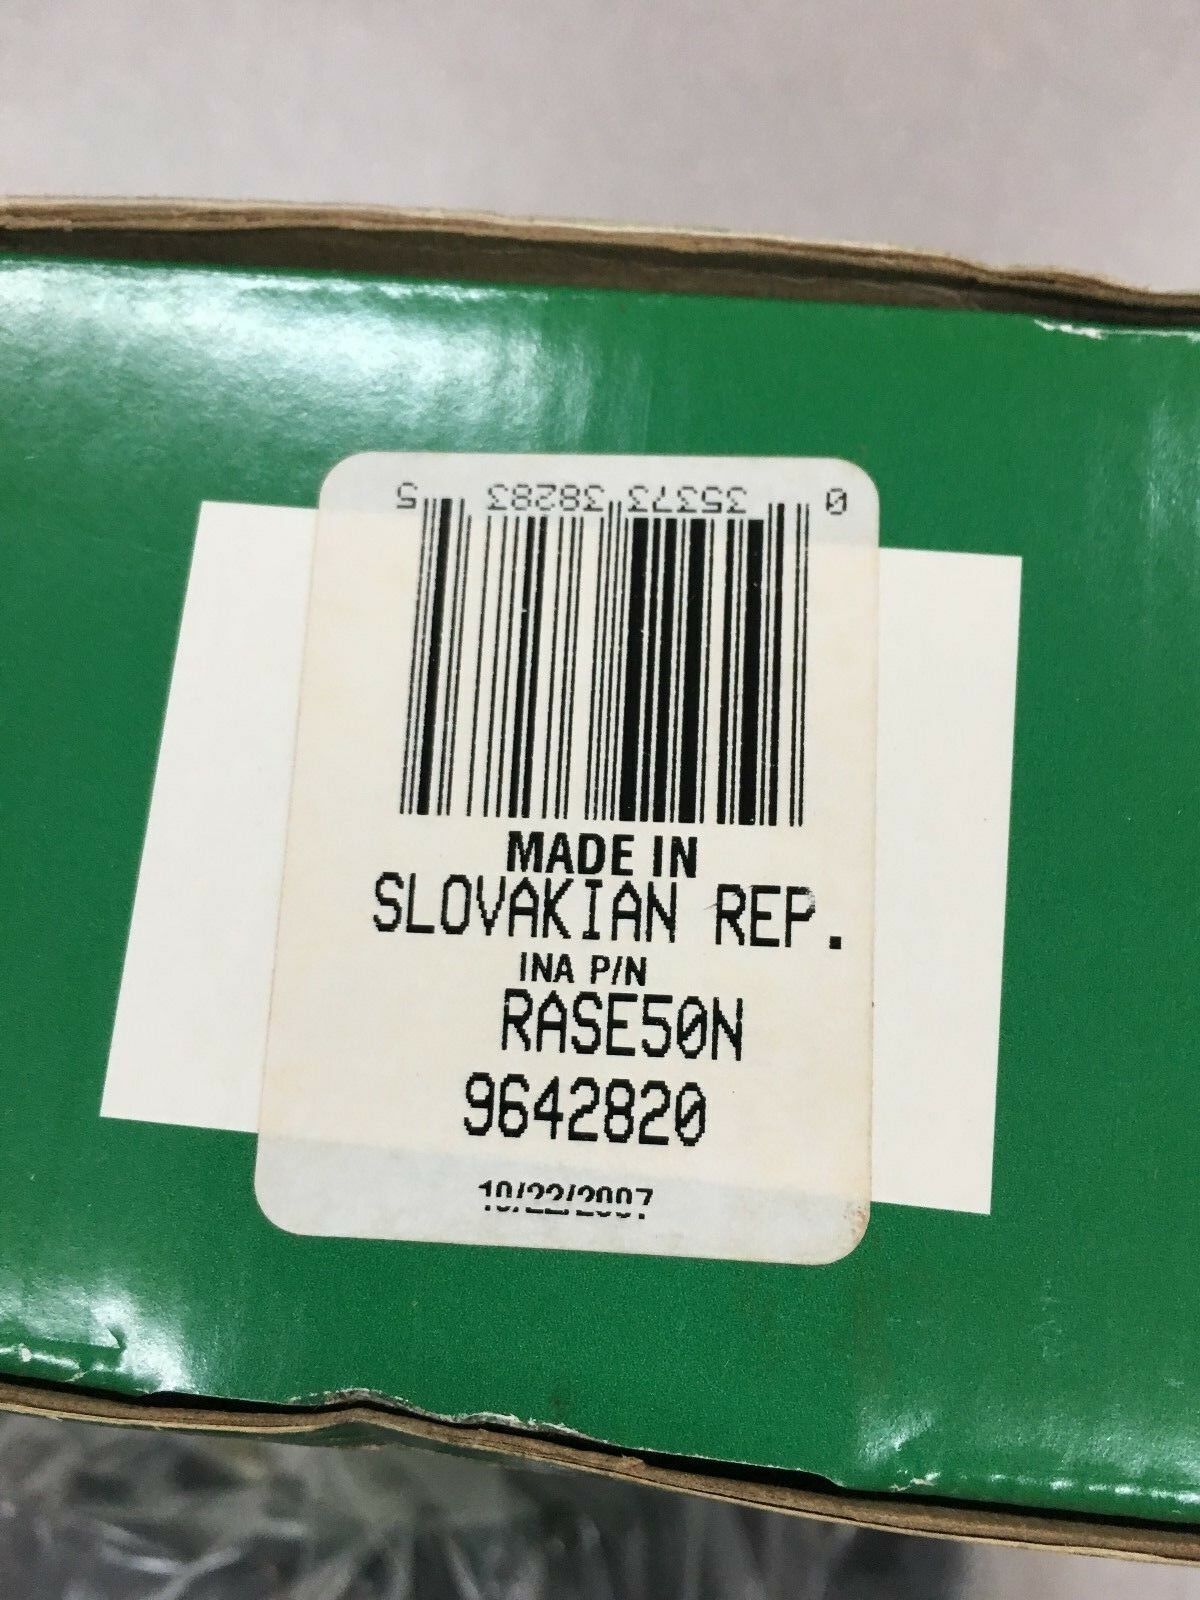 0 35373 38283 5
MADE IN
SLOVAKIAN REP.
INA P/N
RASE50N
9642820
10/22/2007